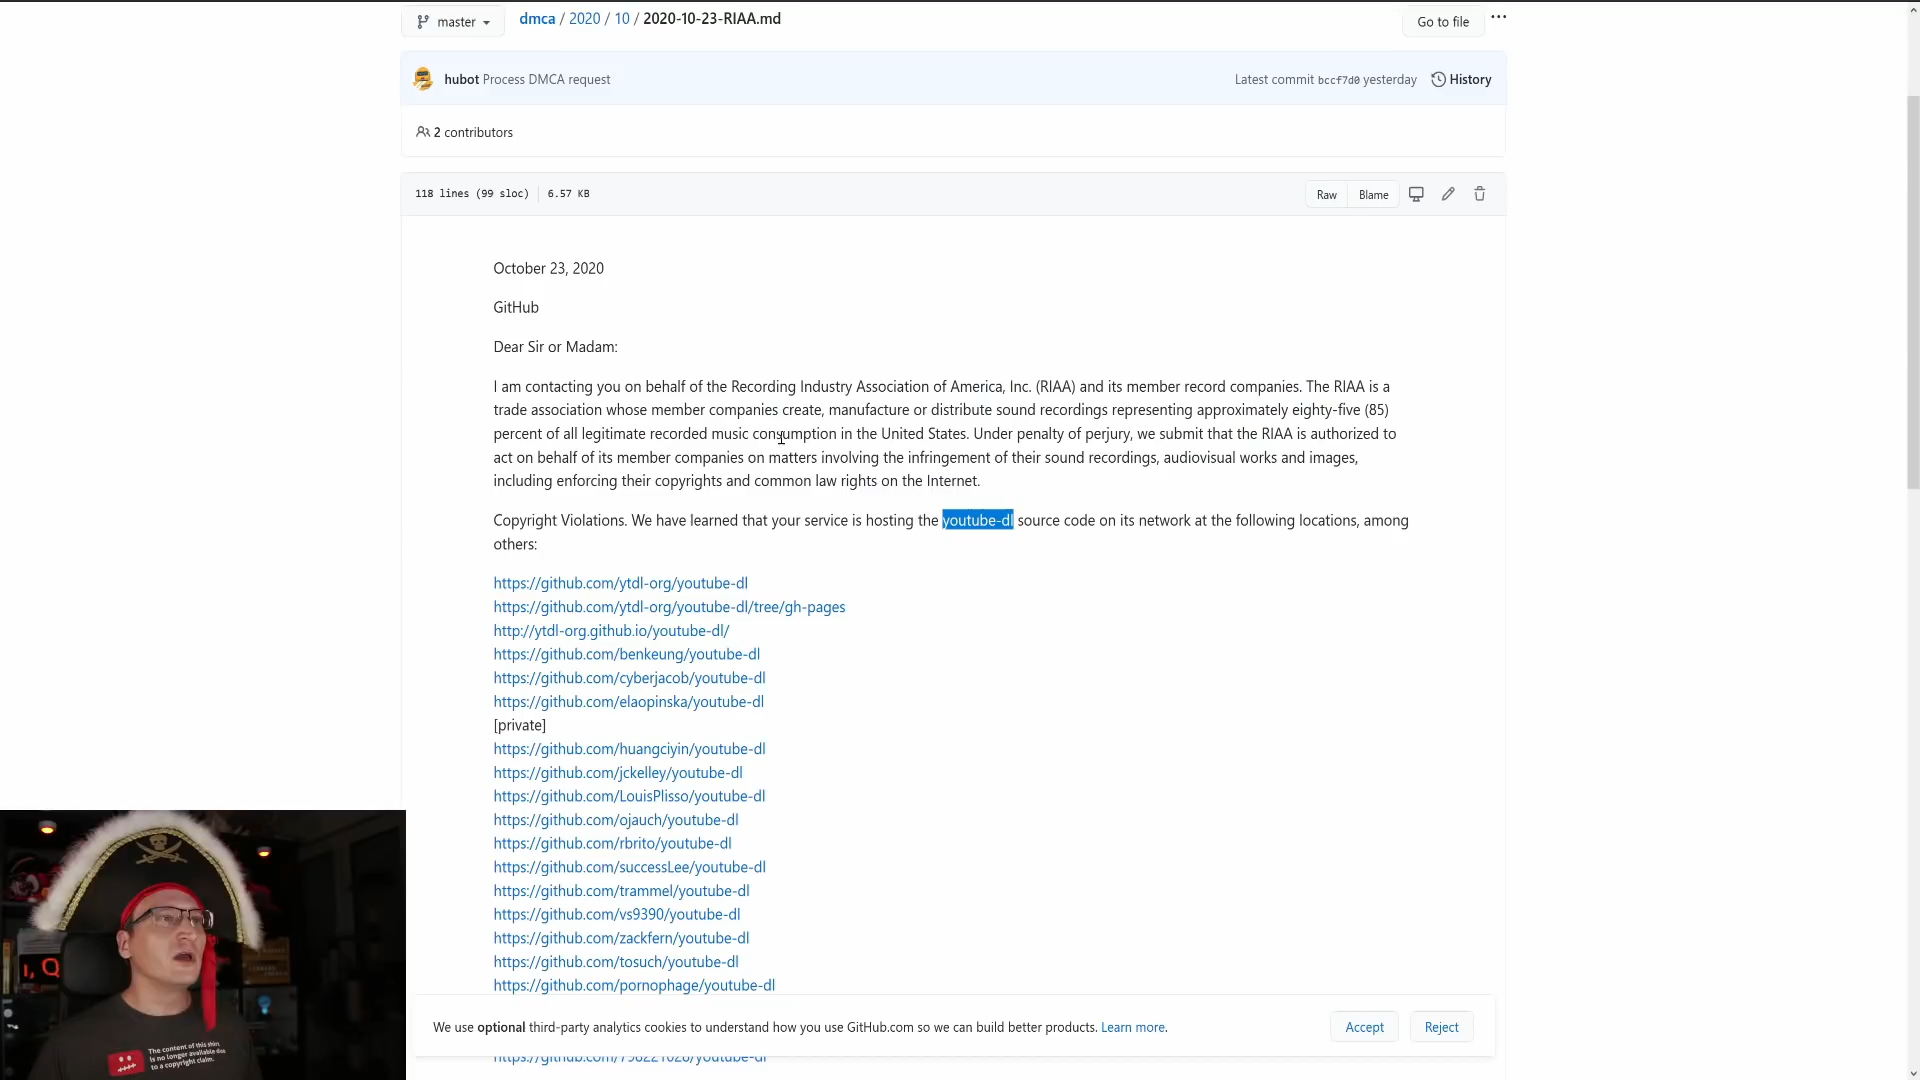 master
dmca / 2020 / 10 / 2020-10-23-RIAA.md
Go to file
...
hubot Process DMCA request
Latest commit bccf7d0 yesterday
History
2 contributors
118 lines (99 sloc)
6.57 KB
Raw
Blame
October 23, 2020
GitHub
Dear Sir or Madam:
I am contacting you on behalf of the Recording Industry Association of America, Inc. (RIAA) and its member record companies. The RIAA is a
trade association whose member companies create, manufacture or distribute sound recordings representing approximately eighty-five (85)
percent of all legitimate recorded music consumption in the United States. Under penalty of perjury, we submit that the RIAA is authorized to
act on behalf of its member companies on matters involving the infringement of their sound recordings, audiovisual works and images,
including enforcing their copyrights and common law rights on the Internet.
Copyright Violations. We have learned that your service is hosting the youtube-dl source code on its network at the following locations, among
others:
https://github.com/ytdl-org/youtube-dl
https://github.com/ytdl-org/youtube-dl/tree/gh-pages
http://ytdl-org.github.io/youtube-dl/
https://github.com/benkeung/youtube-dl
https://github.com/cyberjacob/youtube-dl
https://github.com/elaopinska/youtube-dl
[private]
https://github.com/huangciyin/youtube-dl
https://github.com/jckelley/youtube-dl
https://github.com/LouisPlisso/youtube-dl
https://github.com/ojauch/youtube-dl
https://github.com/rbrito/youtube-dl
https://github.com/successLee/youtube-dl
https://github.com/trammel/youtube-dl
https://github.com/vs9390/youtube-dl
https://github.com/zackfern/youtube-dl
https://github.com/tosuch/youtube-dl
https://github.com/pornophage/youtube-dl
We use optional third-party analytics cookies to understand how you use GitHub.com so we can build better products. Learn more.
Accept
Reject
The content of this shirt
is no longer available due
to a copyright claim.